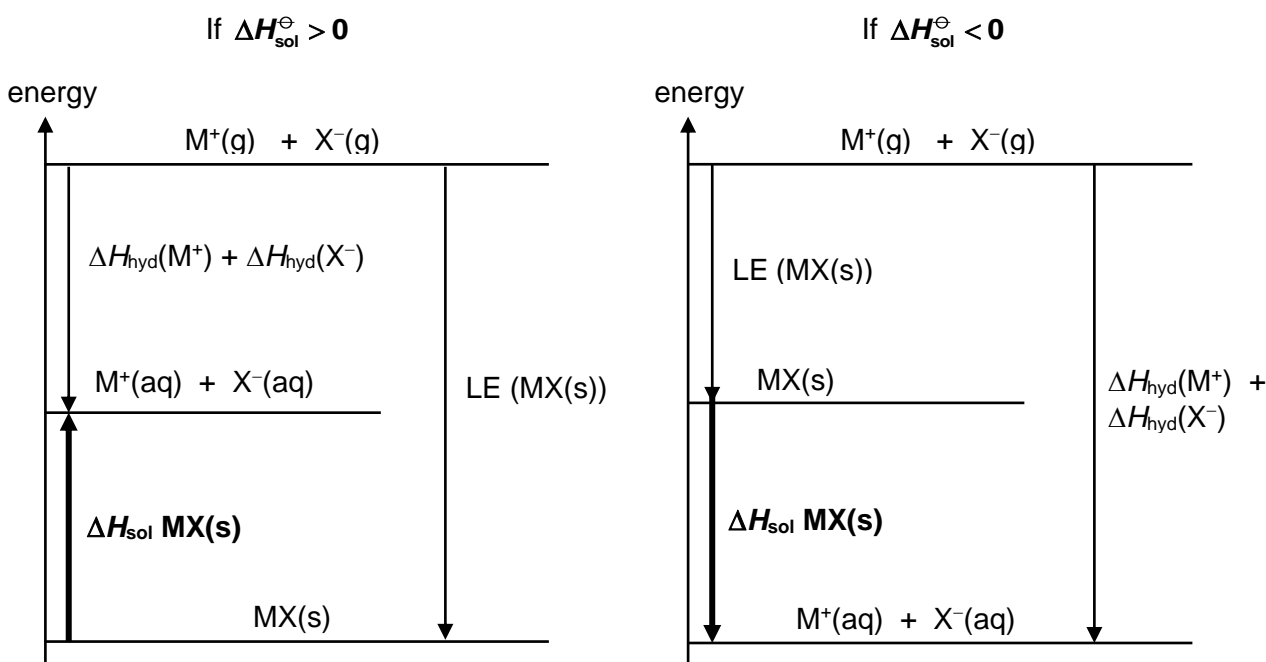 If ΔH⦵sol > 0
energy
M⁺(g) + X⁻(g)
ΔHhyd(M⁺) + ΔHhyd(X⁻)
M⁺(aq) + X⁻(aq)
LE (MX(s))
ΔHsol MX(s)
MX(s)
If ΔH⦵sol < 0
energy
M⁺(g) + X⁻(g)
LE (MX(s))
MX(s)
ΔHhyd(M⁺) +
ΔHhyd(X⁻)
ΔHsol MX(s)
M⁺(aq) + X⁻(aq)